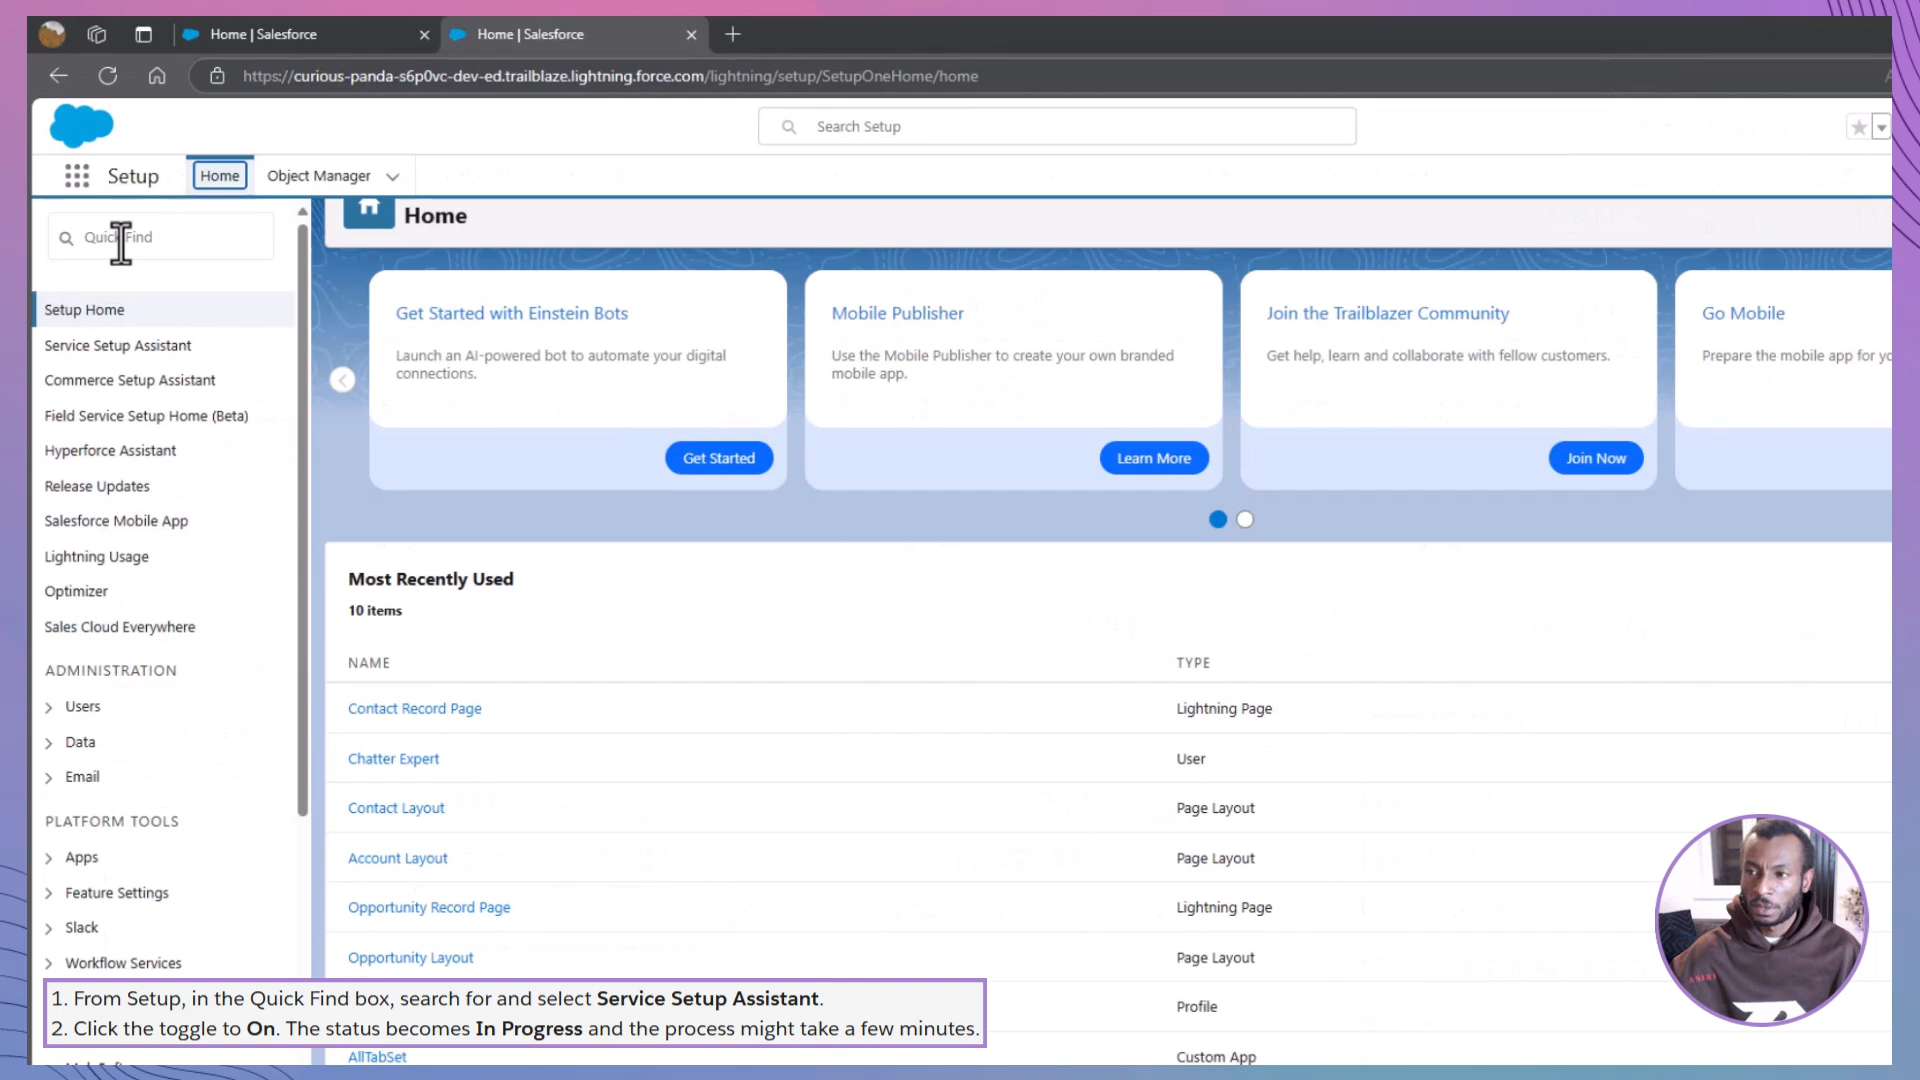 Home | Salesforce
Home | Salesforce
https://curious-panda-s6p0vc-dev-ed.trailblaze.lightning.force.com/lightning/setup/SetupOneHome/home
Search Setup
Setup
Home
Object Manager
Quick Find
Home
Setup Home
Service Setup Assistant
Commerce Setup Assistant
Field Service Setup Home (Beta)
Hyperforce Assistant
Release Updates
Salesforce Mobile App
Lightning Usage
Optimizer
Sales Cloud Everywhere
ADMINISTRATION
Users
Data
Email
PLATFORM TOOLS
Apps
Feature Settings
Slack
Workflow Services
Get Started with Einstein Bots
Launch an AI-powered bot to automate your digital
connections.
Get Started
Mobile Publisher
Use the Mobile Publisher to create your own branded
mobile app.
Learn More
Join the Trailblazer Community
Get help, learn and collaborate with fellow customers.
Join Now
Go Mobile
Prepare the mobile app for yo
Most Recently Used
10 items
NAME TYPE
Contact Record Page Lightning Page
Chatter Expert User
Contact Layout Page Layout
Account Layout Page Layout
Opportunity Record Page Lightning Page
Opportunity Layout Page Layout
Profile
AllTabSet Custom App
1. From Setup, in the Quick Find box, search for and select Service Setup Assistant.
2. Click the toggle to On. The status becomes In Progress and the process might take a few minutes.